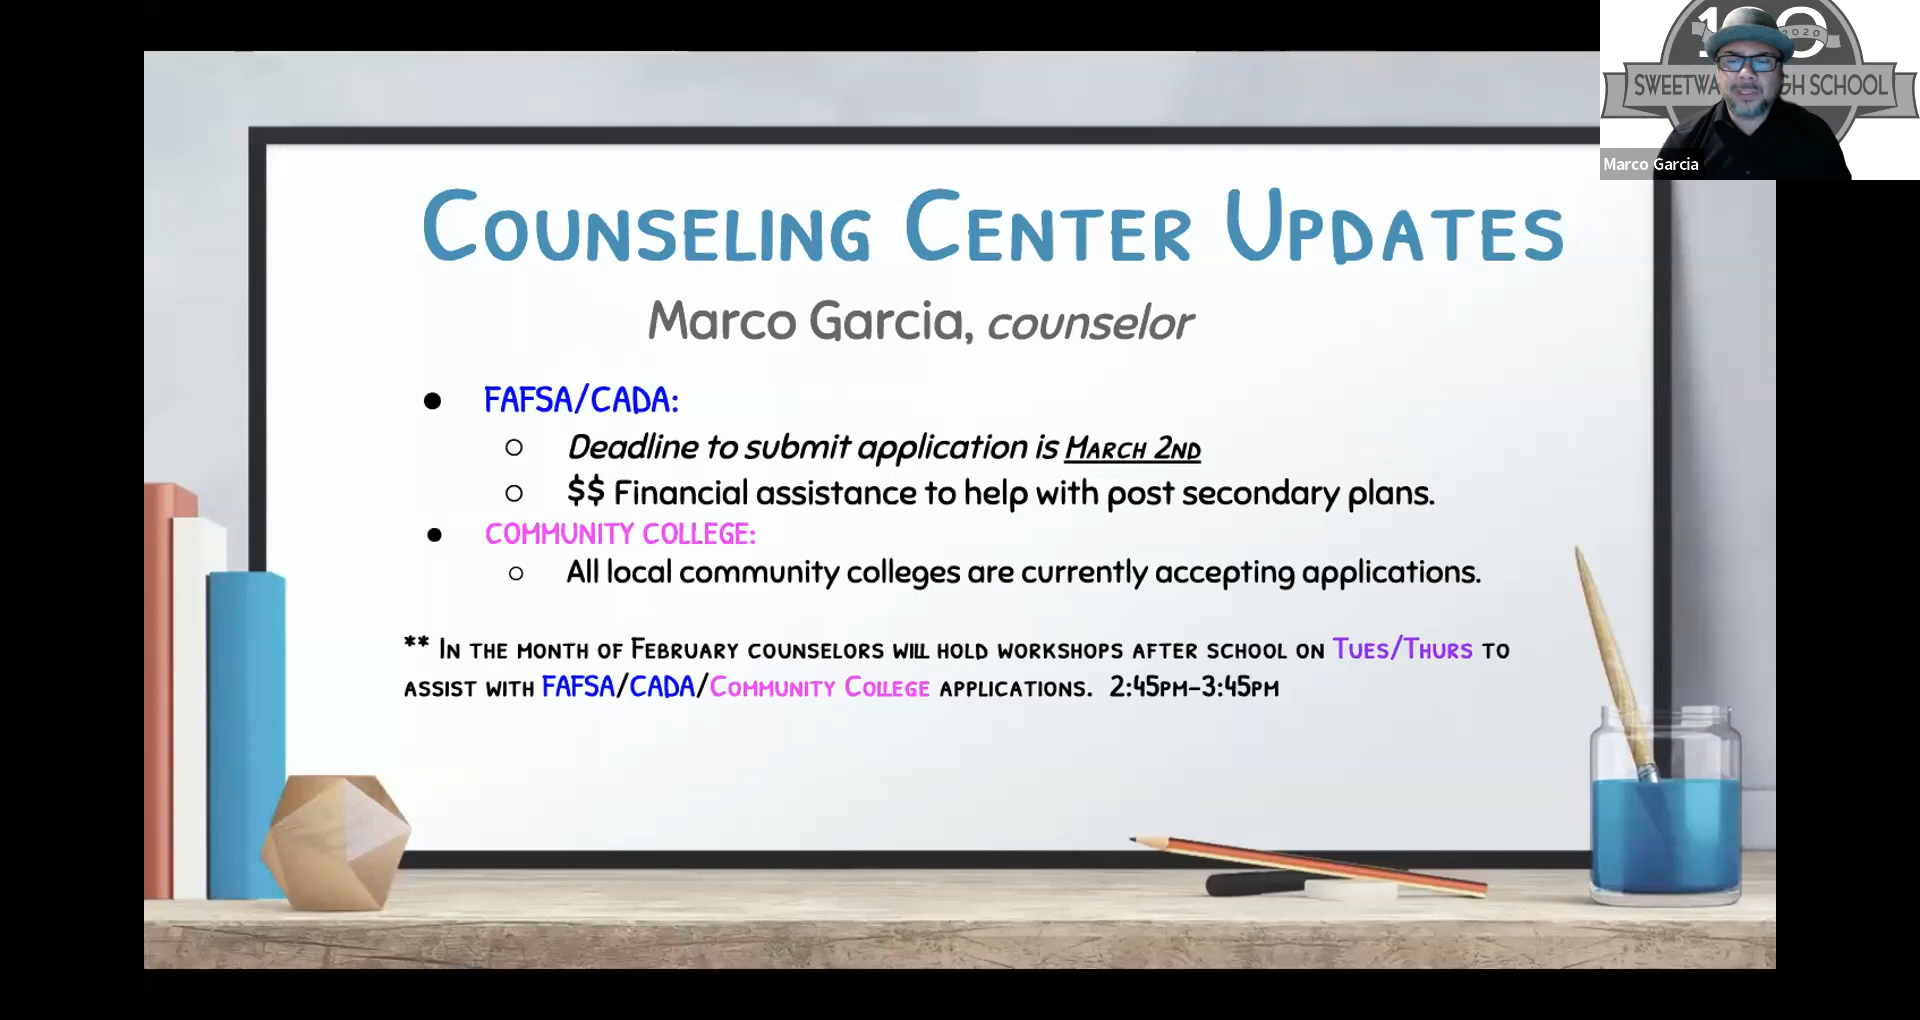 100
2020
SWEETWA GH SCHOOL
Marco Garcia
COUNSELING CENTER UPDATES
Marco Garcia, counselor
● FAFSA/CADA:
○ Deadline to submit application is MARCH 2ND
○ $$ Financial assistance to help with post secondary plans.
● COMMUNITY COLLEGE:
○ All local community colleges are currently accepting applications.
** IN THE MONTH OF FEBRUARY COUNSELORS WILL HOLD WORKSHOPS AFTER SCHOOL ON TUES/THURS TO
ASSIST WITH FAFSA/CADA/COMMUNITY COLLEGE APPLICATIONS. 2:45PM-3:45PM